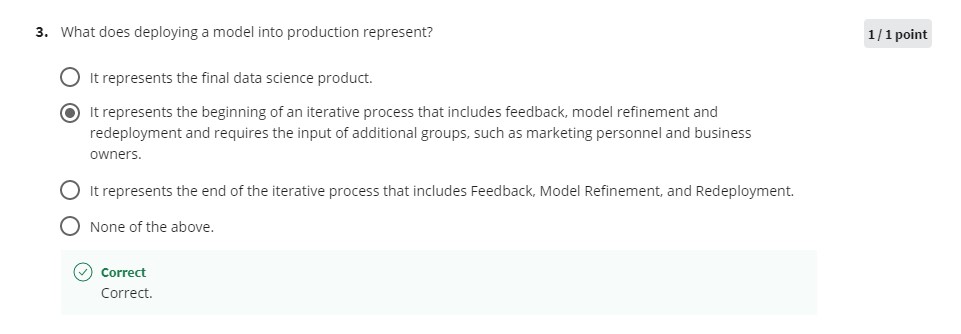 3. What does deploying a model into production represent?
1 / 1 point
It represents the final data science product.
It represents the beginning of an iterative process that includes feedback, model refinement and
redeployment and requires the input of additional groups, such as marketing personnel and business
owners.
It represents the end of the iterative process that includes Feedback, Model Refinement, and Redeployment.
None of the above.
Correct
Correct.